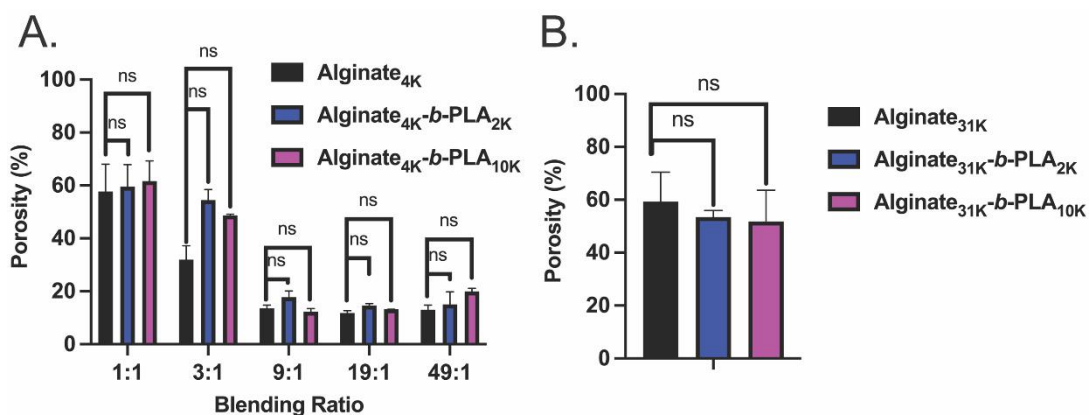 A.
ns
ns
ns
ns
ns
ns
ns
ns
ns
ns
Alginate4K
Alginate4K-b-PLA2K
Alginate4K-b-PLA10K
Porosity (%)
100
80
60
40
20
0
1:1 3:1 9:1 19:1 49:1
Blending Ratio
B.
ns
ns
Alginate31K
Alginate31K-b-PLA2K
Alginate31K-b-PLA10K
Porosity (%)
100
80
60
40
20
0